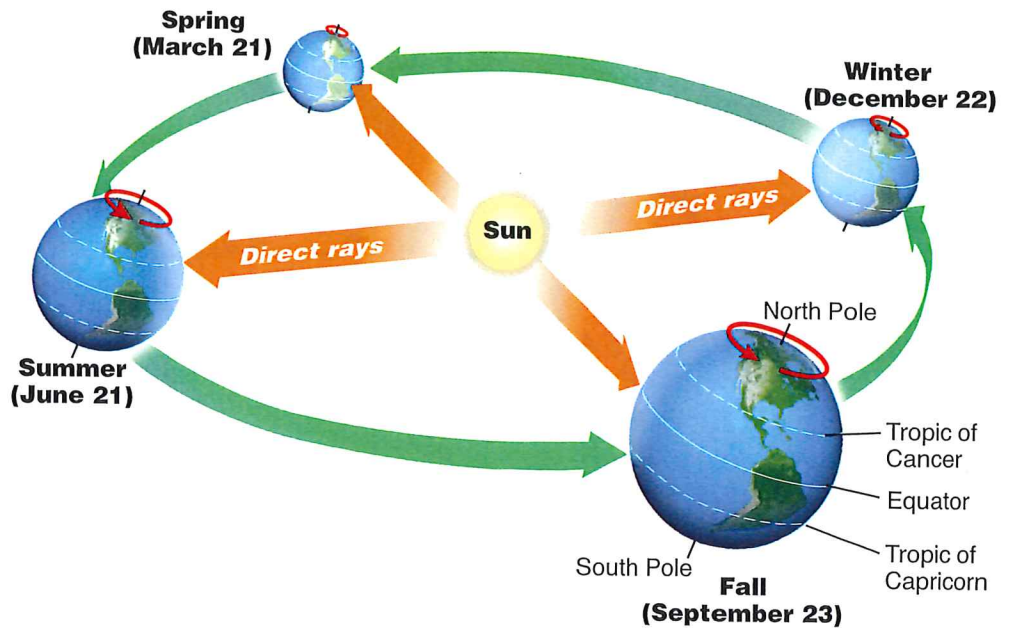 Spring
(March 21)
Winter
(December 22)
Direct rays
Sun
Direct rays
Summer
(June 21)
North Pole
Tropic of
Cancer
Equator
Tropic of
Capricorn
South Pole
Fall
(September 23)